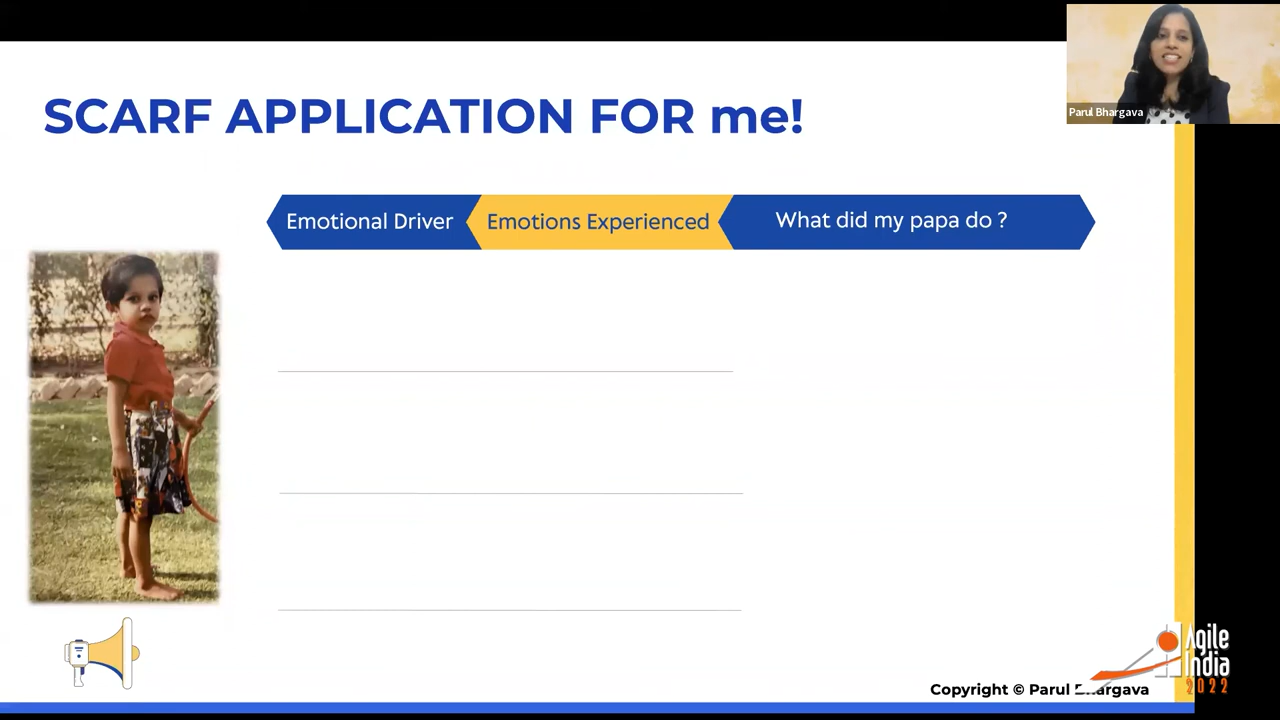 Parul Bhargava
SCARF APPLICATION FOR me!
Emotional Driver
Emotions Experienced
What did my papa do ?
Agile
India
2022
Copyright © Parul Bhargava